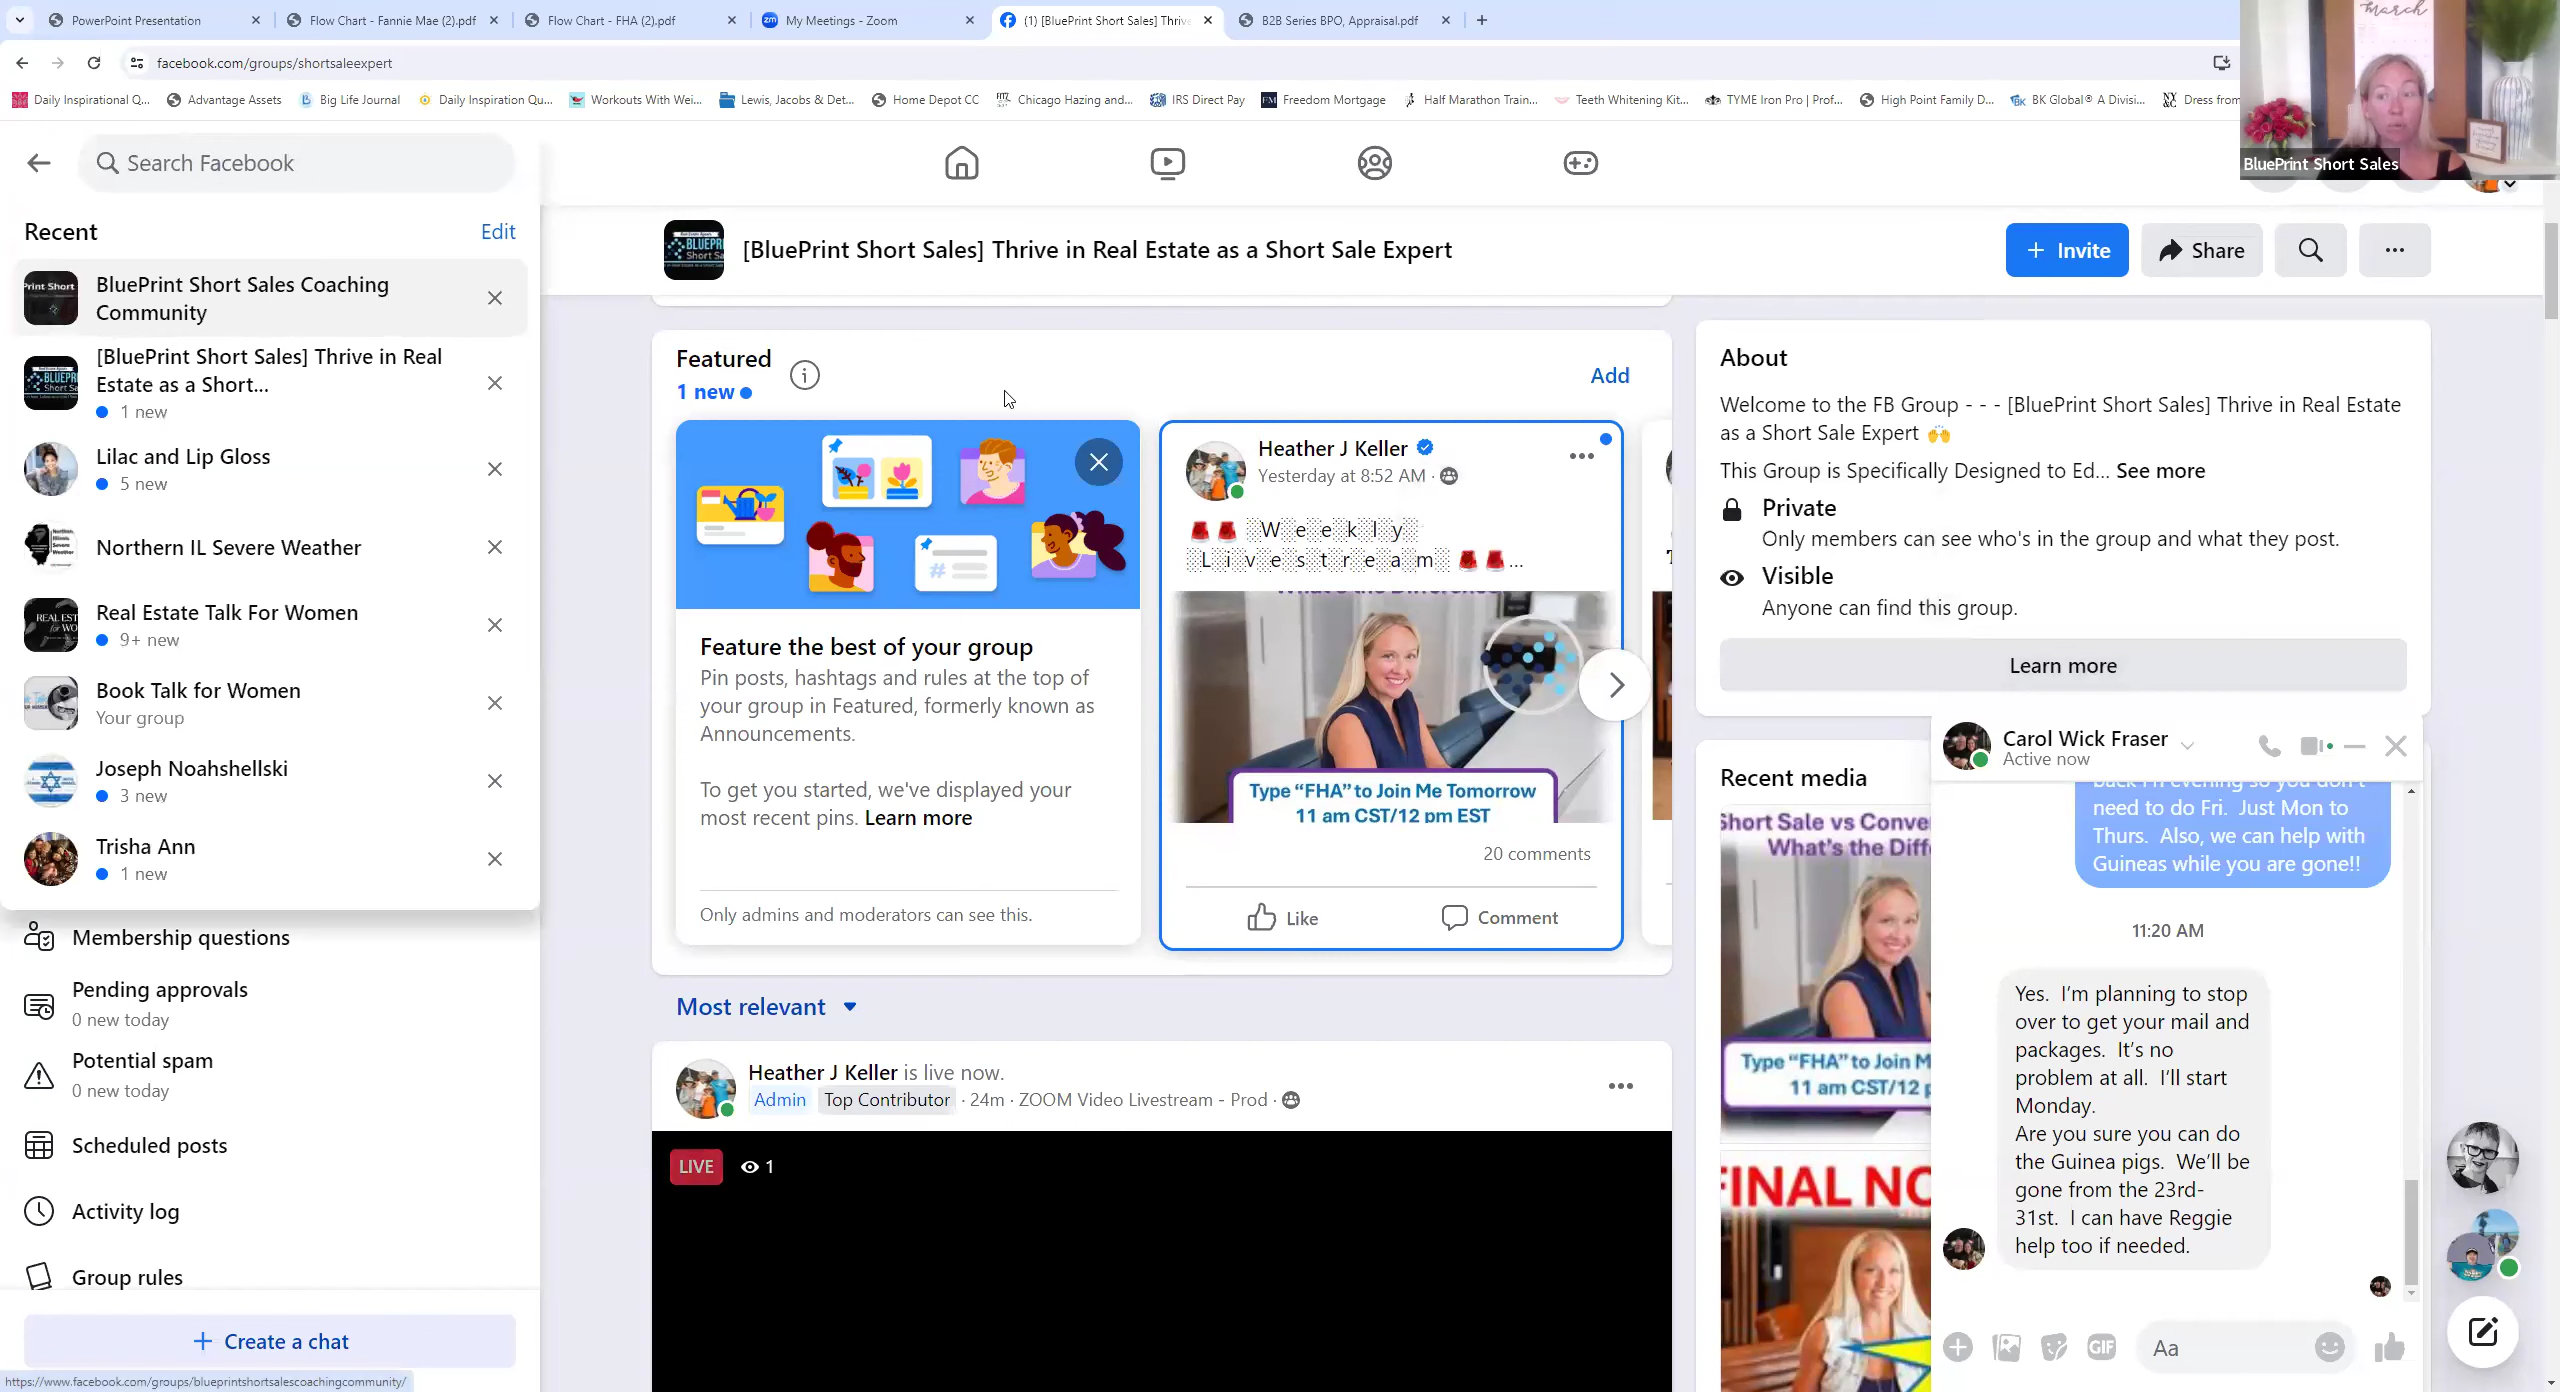 PowerPoint Presentation
Flow Chart - Fannie Mae (2).pdf
Flow Chart - FHA (2).pdf
My Meetings - Zoom
(1) [BluePrint Short Sales] Thrive
B2B Series BPO, Appraisal.pdf
facebook.com/groups/shortsaleexpert
Daily Inspirational Q...
Advantage Assets
Big Life Journal
Daily Inspiration Qu...
Workouts With Wei...
Lewis, Jacobs & Det...
Home Depot CC
Chicago Hazing and...
IRS Direct Pay
Freedom Mortgage
Half Marathon Train...
Teeth Whitening Kit...
TYME Iron Pro | Prof...
High Point Family D...
BK Global® A Divisi...
Dress from
march
BluePrint Short Sales
Search Facebook
Recent
Edit
BluePrint Short Sales Coaching
Community
[BluePrint Short Sales] Thrive in Real
Estate as a Short...
1 new
Lilac and Lip Gloss
5 new
Northern IL Severe Weather
Real Estate Talk For Women
9+ new
Book Talk for Women
Your group
Joseph Noahshellski
3 new
Trisha Ann
1 new
Membership questions
Pending approvals
0 new today
Potential spam
0 new today
Scheduled posts
Activity log
Group rules
+ Create a chat
https://www.facebook.com/groups/blueprintshortsalescoachingcommunity/
[BluePrint Short Sales] Thrive in Real Estate as a Short Sale Expert
+ Invite
Share
Featured
1 new
Add
Feature the best of your group
Pin posts, hashtags and rules at the top of
your group in Featured, formerly known as
Announcements.
To get you started, we've displayed your
most recent pins. Learn more
Only admins and moderators can see this.
Heather J Keller
Yesterday at 8:52 AM ·
🚨 🚨 ░W░e░e░k░l░y░
░L░i░v░e░s░t░r░e░a░m░ 🚨 🚨 ...
What's the Difference
Type "FHA" to Join Me Tomorrow
11 am CST/12 pm EST
20 comments
Like
Comment
Most relevant
Heather J Keller is live now.
Admin Top Contributor · 24m · ZOOM Video Livestream - Prod ·
LIVE
1
About
Welcome to the FB Group - - - [BluePrint Short Sales] Thrive in Real Estate
as a Short Sale Expert 🙌
This Group is Specifically Designed to Ed... See more
Private
Only members can see who's in the group and what they post.
Visible
Anyone can find this group.
Learn more
Recent media
Short Sale vs Conve
What's the Diff
Type "FHA" to Join M
11 am CST/12 p
FINAL NO
Carol Wick Fraser
Active now
need to do Fri. Just Mon to
Thurs. Also, we can help with
Guineas while you are gone!!
11:20 AM
Yes. I'm planning to stop
over to get your mail and
packages. It's no
problem at all. I'll start
Monday.
Are you sure you can do
the Guinea pigs. We'll be
gone from the 23rd-
31st. I can have Reggie
help too if needed.
GIF
Aa